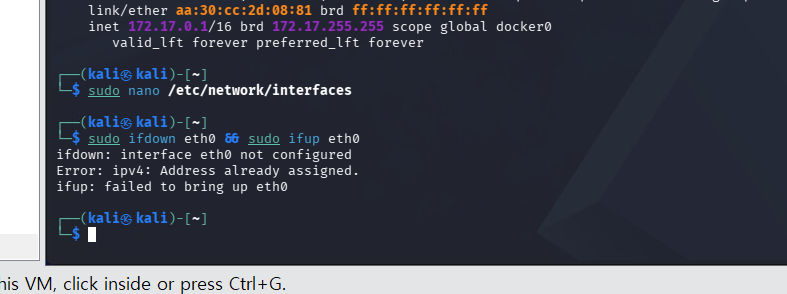 link/ether aa:30:cc:2d:08:81 brd ff:ff:ff:ff:ff:ff
inet 172.17.0.1/16 brd 172.17.255.255 scope global docker0
valid_lft forever preferred_lft forever
┌──(kali㉿kali)-[~]
└─$ sudo nano /etc/network/interfaces
┌──(kali㉿kali)-[~]
└─$ sudo ifdown eth0 && sudo ifup eth0
ifdown: interface eth0 not configured
Error: ipv4: Address already assigned.
ifup: failed to bring up eth0
┌──(kali㉿kali)-[~]
└─$
his VM, click inside or press Ctrl+G.